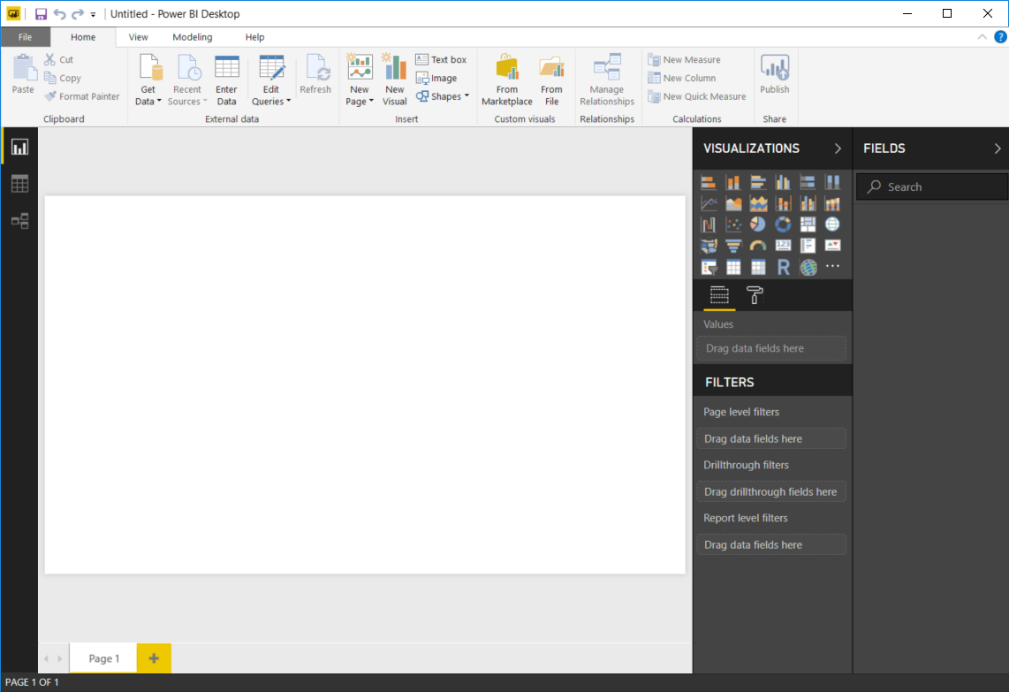 Untitled - Power BI Desktop
File Home View Modeling Help
Paste
Cut
Copy
Format Painter
Clipboard
Get Data
Recent Sources
Enter Data
Edit Queries
Refresh
External data
New Page
New Visual
Text box
Image
Shapes
Insert
From Marketplace
From File
Custom visuals
Manage Relationships
Relationships
New Measure
New Column
New Quick Measure
Calculations
Publish
Share
VISUALIZATIONS
123
R
Values
Drag data fields here
FILTERS
Page level filters
Drag data fields here
Drillthrough filters
Drag drillthrough fields here
Report level filters
Drag data fields here
FIELDS
Search
Page 1
PAGE 1 OF 1